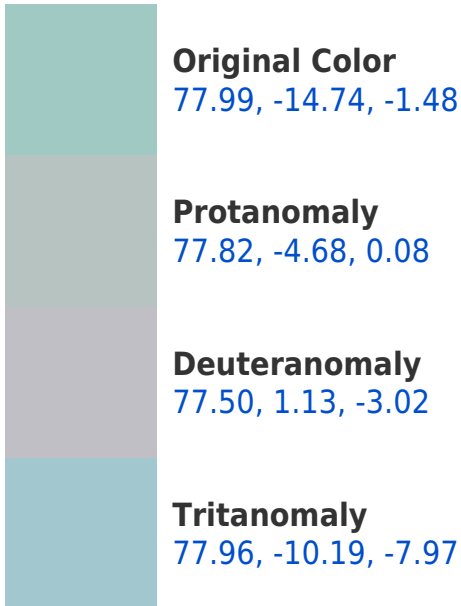 Original Color
77.99, -14.74, -1.48
Protanomaly
77.82, -4.68, 0.08
Deuteranomaly
77.50, 1.13, -3.02
Tritanomaly
77.96, -10.19, -7.97